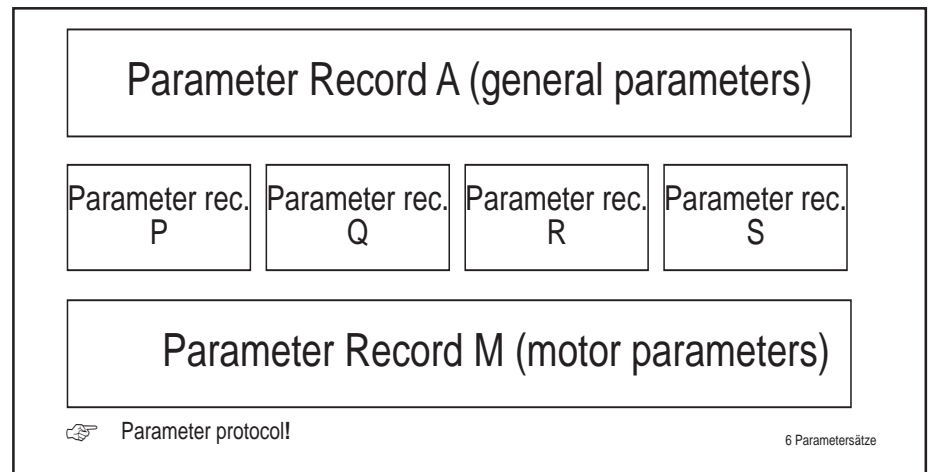 Parameter Record A (general parameters)
Parameter rec.
P
Parameter rec.
Q
Parameter rec.
R
Parameter rec.
S
Parameter Record M (motor parameters)
☞ Parameter protocol!
6 Parametersätze